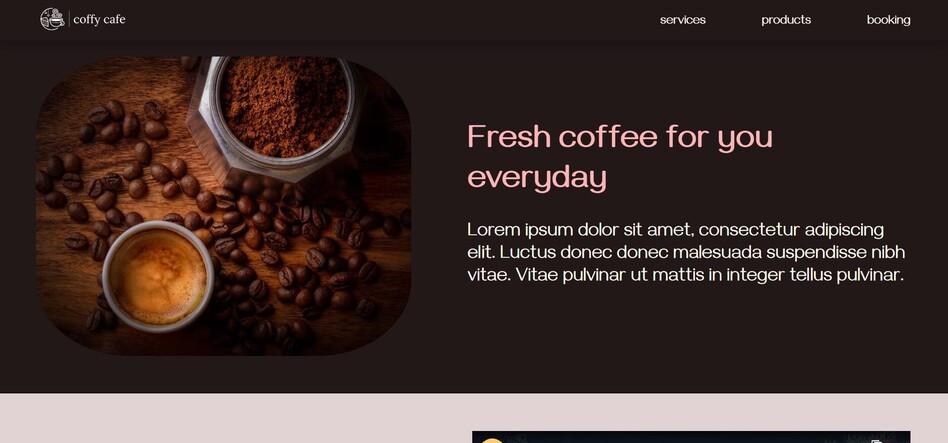 coffy cafe
services
products
booking
Fresh coffee for you
everyday
Lorem ipsum dolor sit amet, consectetur adipiscing
elit. Luctus donec donec malesuada suspendisse nibh
vitae. Vitae pulvinar ut mattis in integer tellus pulvinar.